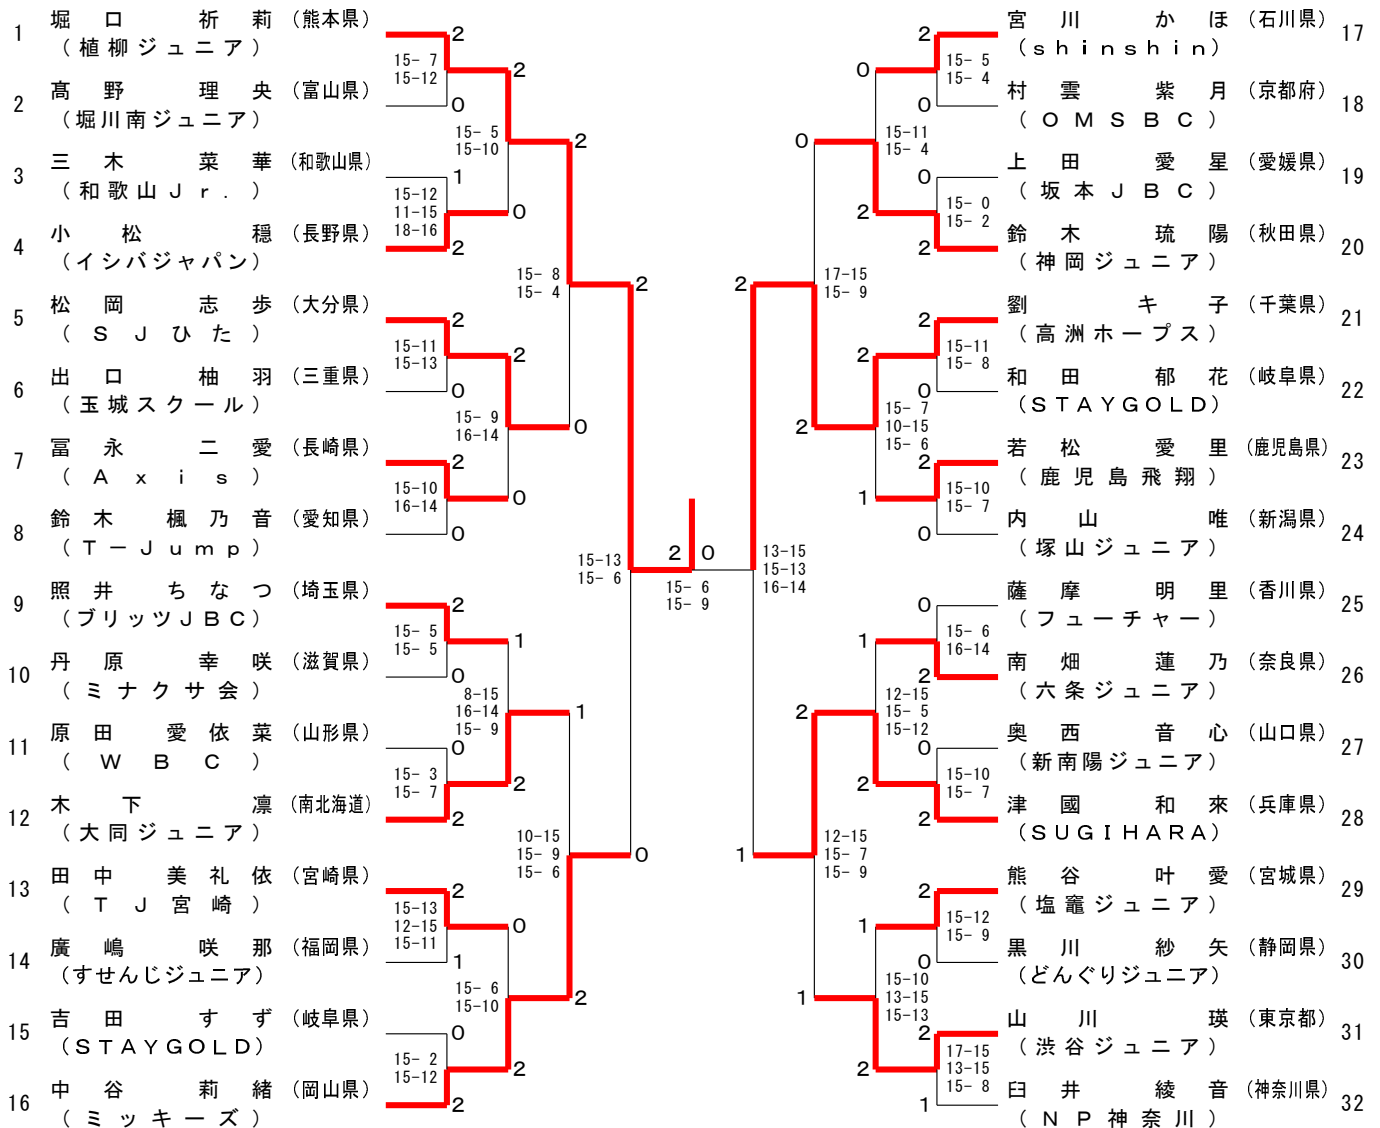 1 堀口 祈莉 (熊本県)
(植柳ジュニア)
2 髙野 理央 (富山県)
(堀川南ジュニア)
3 三木 菜華 (和歌山県)
(和歌山Jr.)
4 小松 穏 (長野県)
(イシバジャパン)
5 松岡 志歩 (大分県)
(SJひた)
6 出口 柚羽 (三重県)
(玉城スクール)
7 冨永 二愛 (長崎県)
(Axis)
8 鈴木 楓乃音 (愛知県)
(T-Jump)
9 照井 ちなつ (埼玉県)
(ブリッツJBC)
10 丹原 幸咲 (滋賀県)
(ミナクサ会)
11 原田 愛依菜 (山形県)
(WBC)
12 木下 凛 (南北海道)
(大同ジュニア)
13 田中 美礼依 (宮崎県)
(TJ宮崎)
14 廣嶋 咲那 (福岡県)
(すせんじジュニア)
15 吉田 すず (岐阜県)
(STAYGOLD)
16 中谷 莉緒 (岡山県)
(ミッキーズ)
2
15- 7
15-12
0
1
15-12
11-15
18-16
2
2
15-11
15-13
0
2
15-10
16-14
0
2
15- 5
15- 5
0
0
15- 3
15- 7
2
2
15-13
12-15
15-11
1
0
15- 2
15-12
2
2
15- 5
15-10
0
2
15- 9
16-14
0
1
8-15
16-14
15- 9
2
0
15- 6
15-10
2
2
15- 8
15- 4
0
1
10-15
15- 9
15- 6
2
2
15-13
15- 6
0
2 0
15- 6
15- 9
2
13-15
15-13
16-14
1
0
17-15
15- 9
2
2
12-15
15- 7
15- 9
1
0
15-11
15- 4
2
2
15- 7
10-15
15- 6
1
1
12-15
15- 5
15-12
2
1
15-10
13-15
15-13
2
2
15- 5
15- 4
0
0
15- 0
15- 2
2
2
15-11
15- 8
0
2
15-10
15- 7
0
0
15- 6
16-14
2
0
15-10
15- 7
2
2
15-12
15- 9
0
2
17-15
13-15
15- 8
1
宮川 かほ (石川県) 17
(shinshin)
村雲 紫月 (京都府) 18
(OMSBC)
上田 愛星 (愛媛県) 19
(坂本JBC)
鈴木 琉陽 (秋田県) 20
(神岡ジュニア)
劉 キ子 (千葉県) 21
(高洲ホープス)
和田 郁花 (岐阜県) 22
(STAYGOLD)
若松 愛里 (鹿児島県) 23
(鹿児島飛翔)
内山 唯 (新潟県) 24
(塚山ジュニア)
薩摩 明里 (香川県) 25
(フューチャー)
南畑 蓮乃 (奈良県) 26
(六条ジュニア)
奥西 音心 (山口県) 27
(新南陽ジュニア)
津國 和來 (兵庫県) 28
(SUGIHARA)
熊谷 叶愛 (宮城県) 29
(塩竈ジュニア)
黒川 紗矢 (静岡県) 30
(どんぐりジュニア)
山川 瑛 (東京都) 31
(渋谷ジュニア)
臼井 綾音 (神奈川県) 32
(NP神奈川)